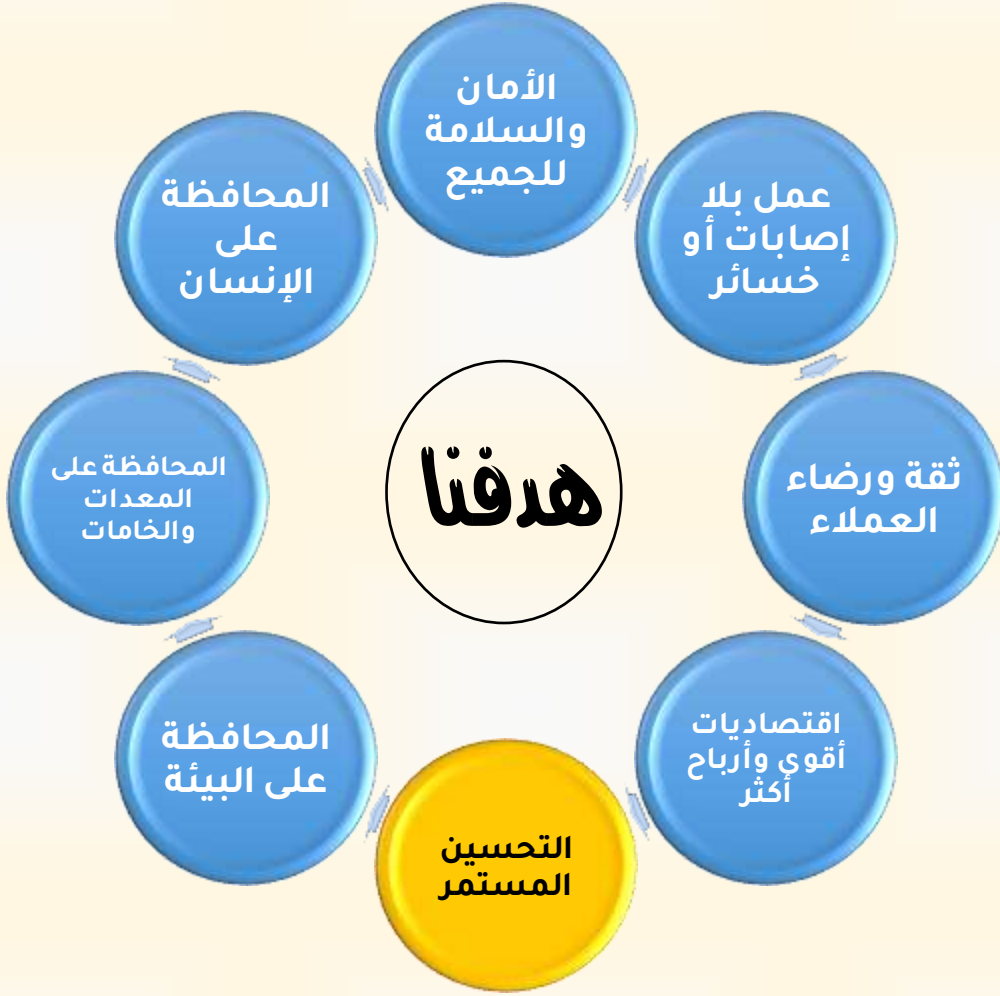 الأمان
والسلامة
للجميع
عمل بلا
إصابات أو
خسائر
ثقة ورضاء
العملاء
اقتصاديات
أقوى وأرباح
أكثر
التحسين
المستمر
المحافظة
على البيئة
المحافظة على
المعدات
والخامات
المحافظة
على
الإنسان
هدفنا